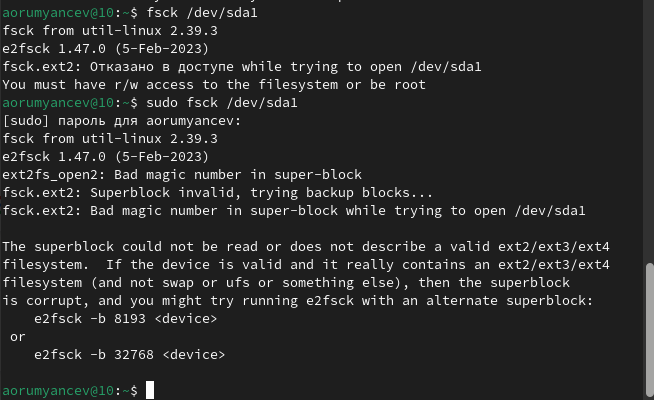 aorumyancev@10:~$ fsck /dev/sda1
fsck from util-linux 2.39.3
e2fsck 1.47.0 (5-Feb-2023)
fsck.ext2: Отказано в доступе while trying to open /dev/sda1
You must have r/w access to the filesystem or be root
aorumyancev@10:~$ sudo fsck /dev/sda1
[sudo] пароль для aorumyancev:
fsck from util-linux 2.39.3
e2fsck 1.47.0 (5-Feb-2023)
ext2fs_open2: Bad magic number in super-block
fsck.ext2: Superblock invalid, trying backup blocks...
fsck.ext2: Bad magic number in super-block while trying to open /dev/sda1

The superblock could not be read or does not describe a valid ext2/ext3/ext4
filesystem.  If the device is valid and it really contains an ext2/ext3/ext4
filesystem (and not swap or ufs or something else), then the superblock
is corrupt, and you might try running e2fsck with an alternate superblock:
    e2fsck -b 8193 <device>
 or
    e2fsck -b 32768 <device>

aorumyancev@10:~$